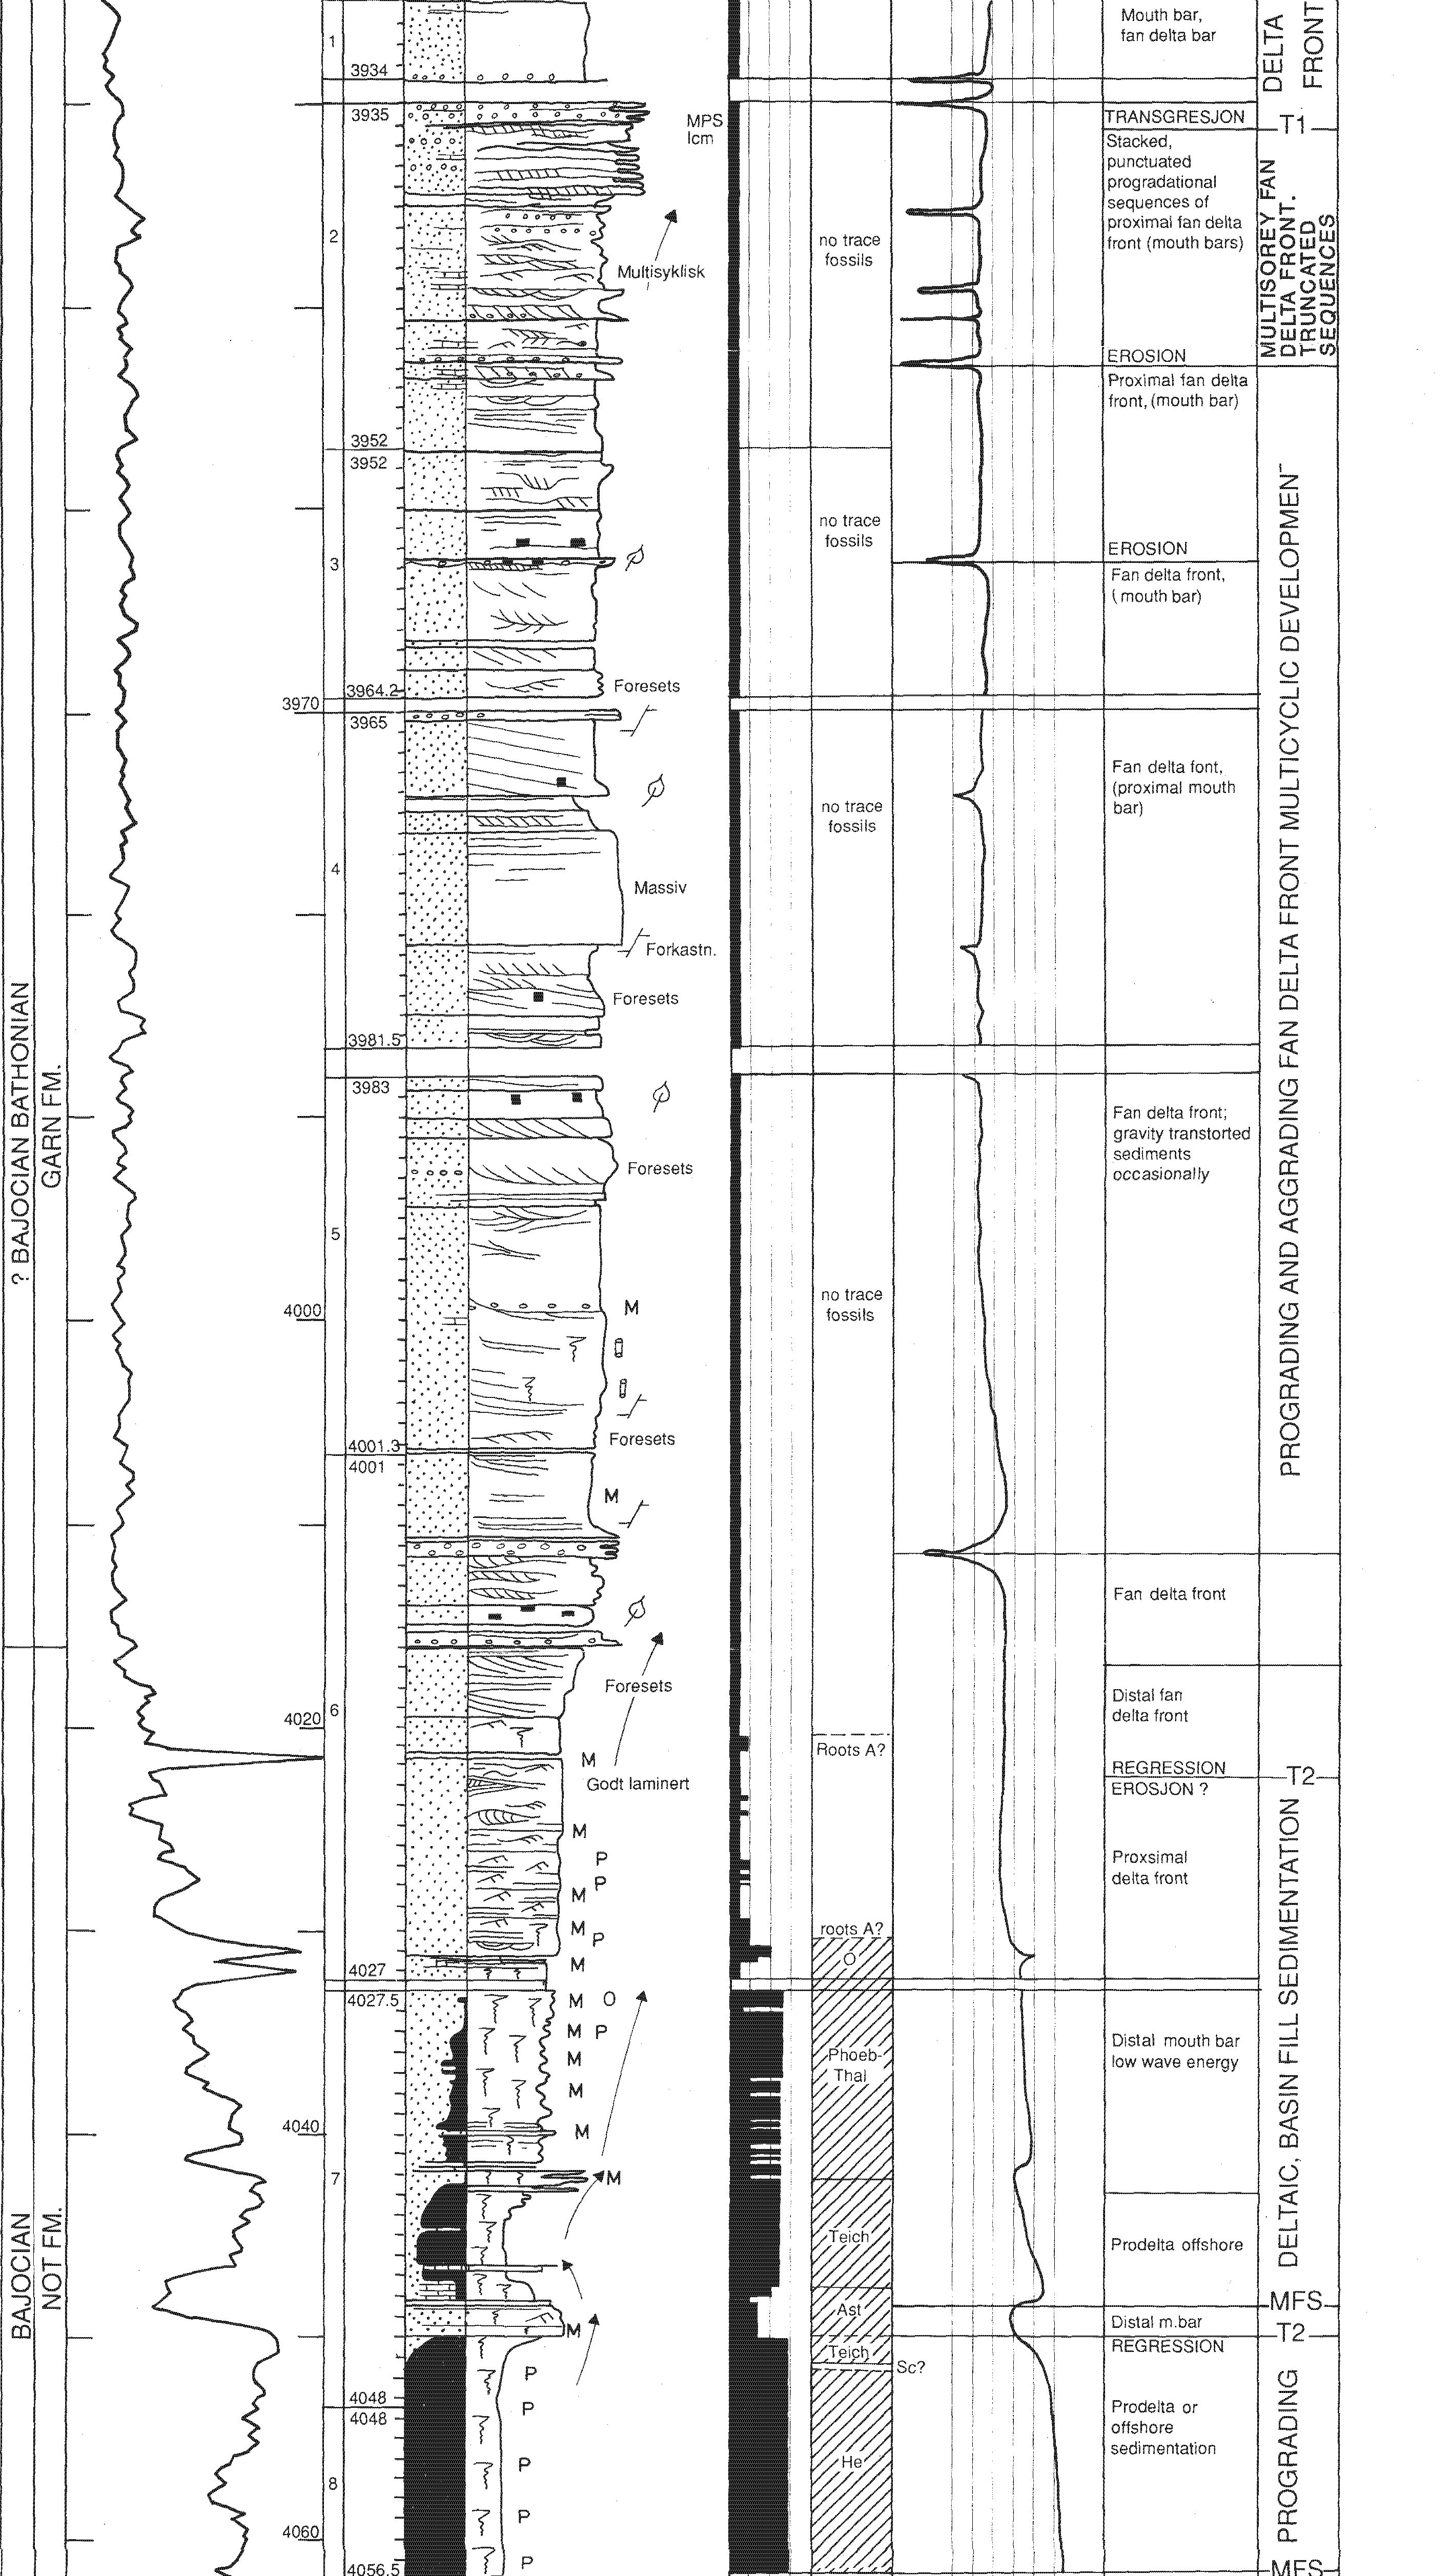 ? BAJOCIAN BATHONIAN
GARN FM.
BAJOCIAN
NOT FM.
3970
4000
4020
4040
4060
1
2
3
4
5
6
7
8
3934
3935
3952
3952
3964.2
3965
3981.5
3983
4001.3
4001
4027
4027.5
4048
4048
4056.5
MPS
Icm
Multisyklisk
Foresets
Massiv
Forkastn.
Foresets
Foresets
M
Foresets
M
Foresets
M
Godt laminert
M
P
P
M
M
P
M
M O
M P
M
M
M
M
M
P
P
P
P
P
no trace
fossils
no trace
fossils
no trace
fossils
no trace
fossils
Roots A?
roots A?
O
Phoeb-
Thal
Teich
Ast
Teich
Sc?
He
Mouth bar,
fan delta bar
TRANSGRESJON
Stacked,
punctuated
progradational
sequences of
proximal fan delta
front (mouth bars)
EROSION
Proximal fan delta
front, (mouth bar)
EROSION
Fan delta front,
(mouth bar)
Fan delta font,
(proximal mouth
bar)
Fan delta front;
gravity transtorted
sediments
occasionally
Fan delta front
Distal fan
delta front
REGRESSION
EROSJON ?
Proxsimal
delta front
Distal mouth bar
low wave energy
Prodelta offshore
Distal m.bar
REGRESSION
Prodelta or
offshore
sedimentation
DELTA
FRONT
T1
MULTISOREY FAN
DELTA FRONT.
TRUNCATED
SEQUENCES
PROGRADING AND AGGRADING FAN DELTA FRONT MULTICYCLIC DEVELOPMEN
T2
DELTAIC, BASIN FILL SEDIMENTATION
MFS
T2
PROGRADING
MFS